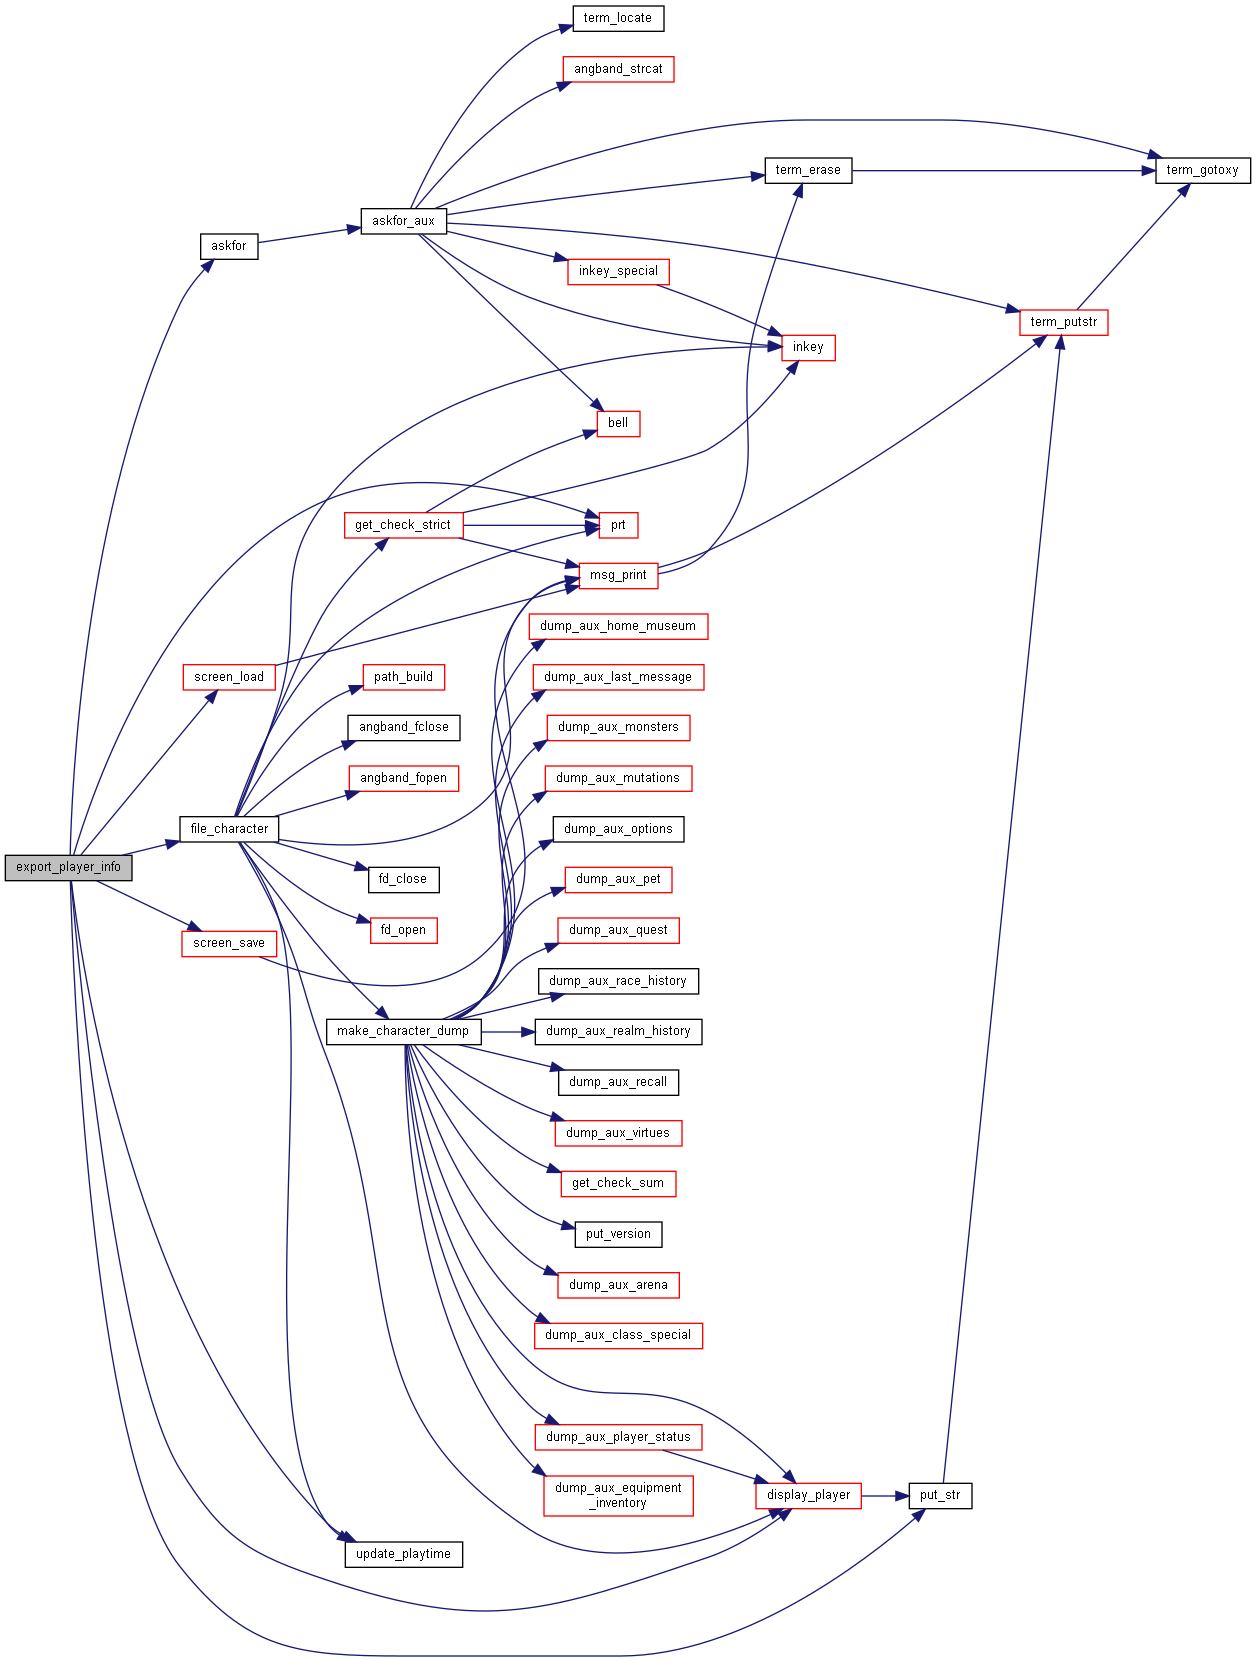 term_locate
angband_strcat
term_erase
term_gotoxy
askfor_aux
askfor
inkey_special
term_putstr
inkey
bell
get_check_strict
prt
msg_print
dump_aux_home_museum
screen_load
path_build
dump_aux_last_message
angband_fclose
dump_aux_monsters
angband_fopen
dump_aux_mutations
file_character
dump_aux_options
export_player_info
fd_close
dump_aux_pet
fd_open
dump_aux_quest
screen_save
dump_aux_race_history
make_character_dump
dump_aux_realm_history
dump_aux_recall
dump_aux_virtues
get_check_sum
put_version
dump_aux_arena
dump_aux_class_special
dump_aux_player_status
dump_aux_equipment
_inventory
display_player
put_str
update_playtime